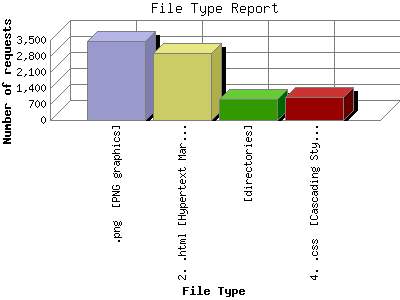 File Type Report
Number of requests
3,500
2,800
2,100
1,400
700
0
.png [PNG graphics]
2. .html [Hypertext Mar...
[directories]
4. .css [Cascading Sty...
File Type